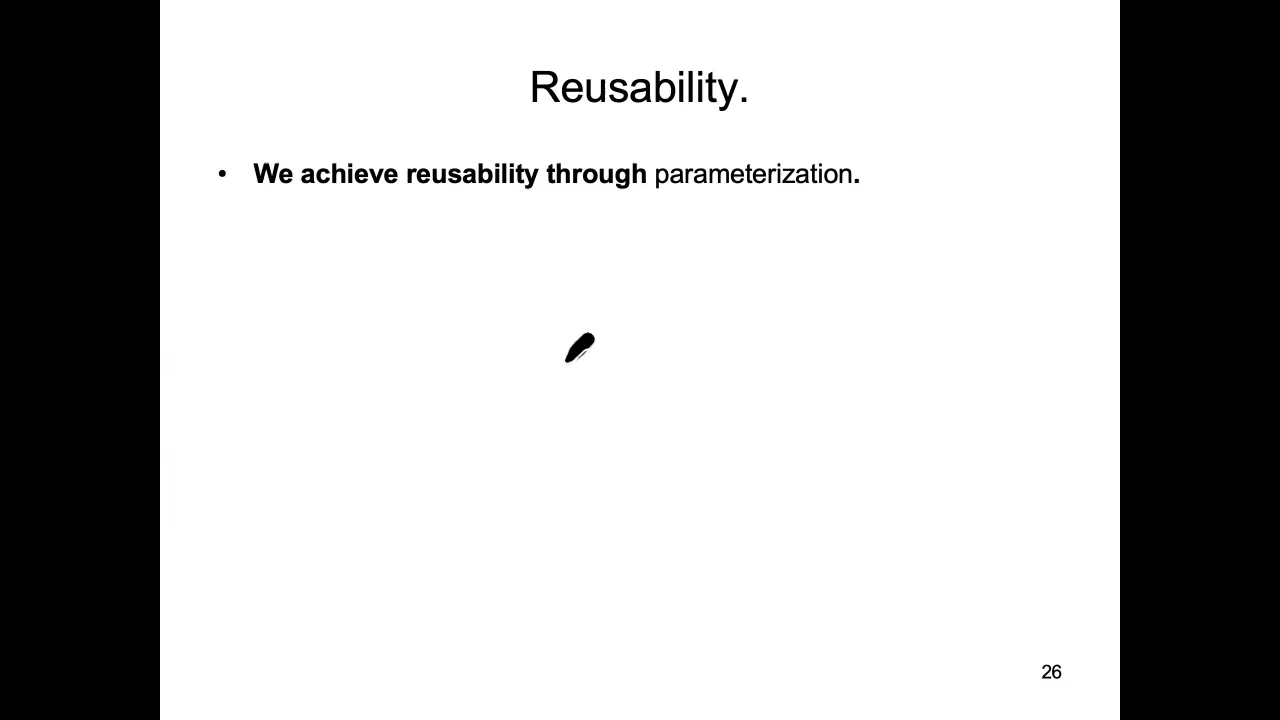 Reusability.
• We achieve reusability through parameterization.
26